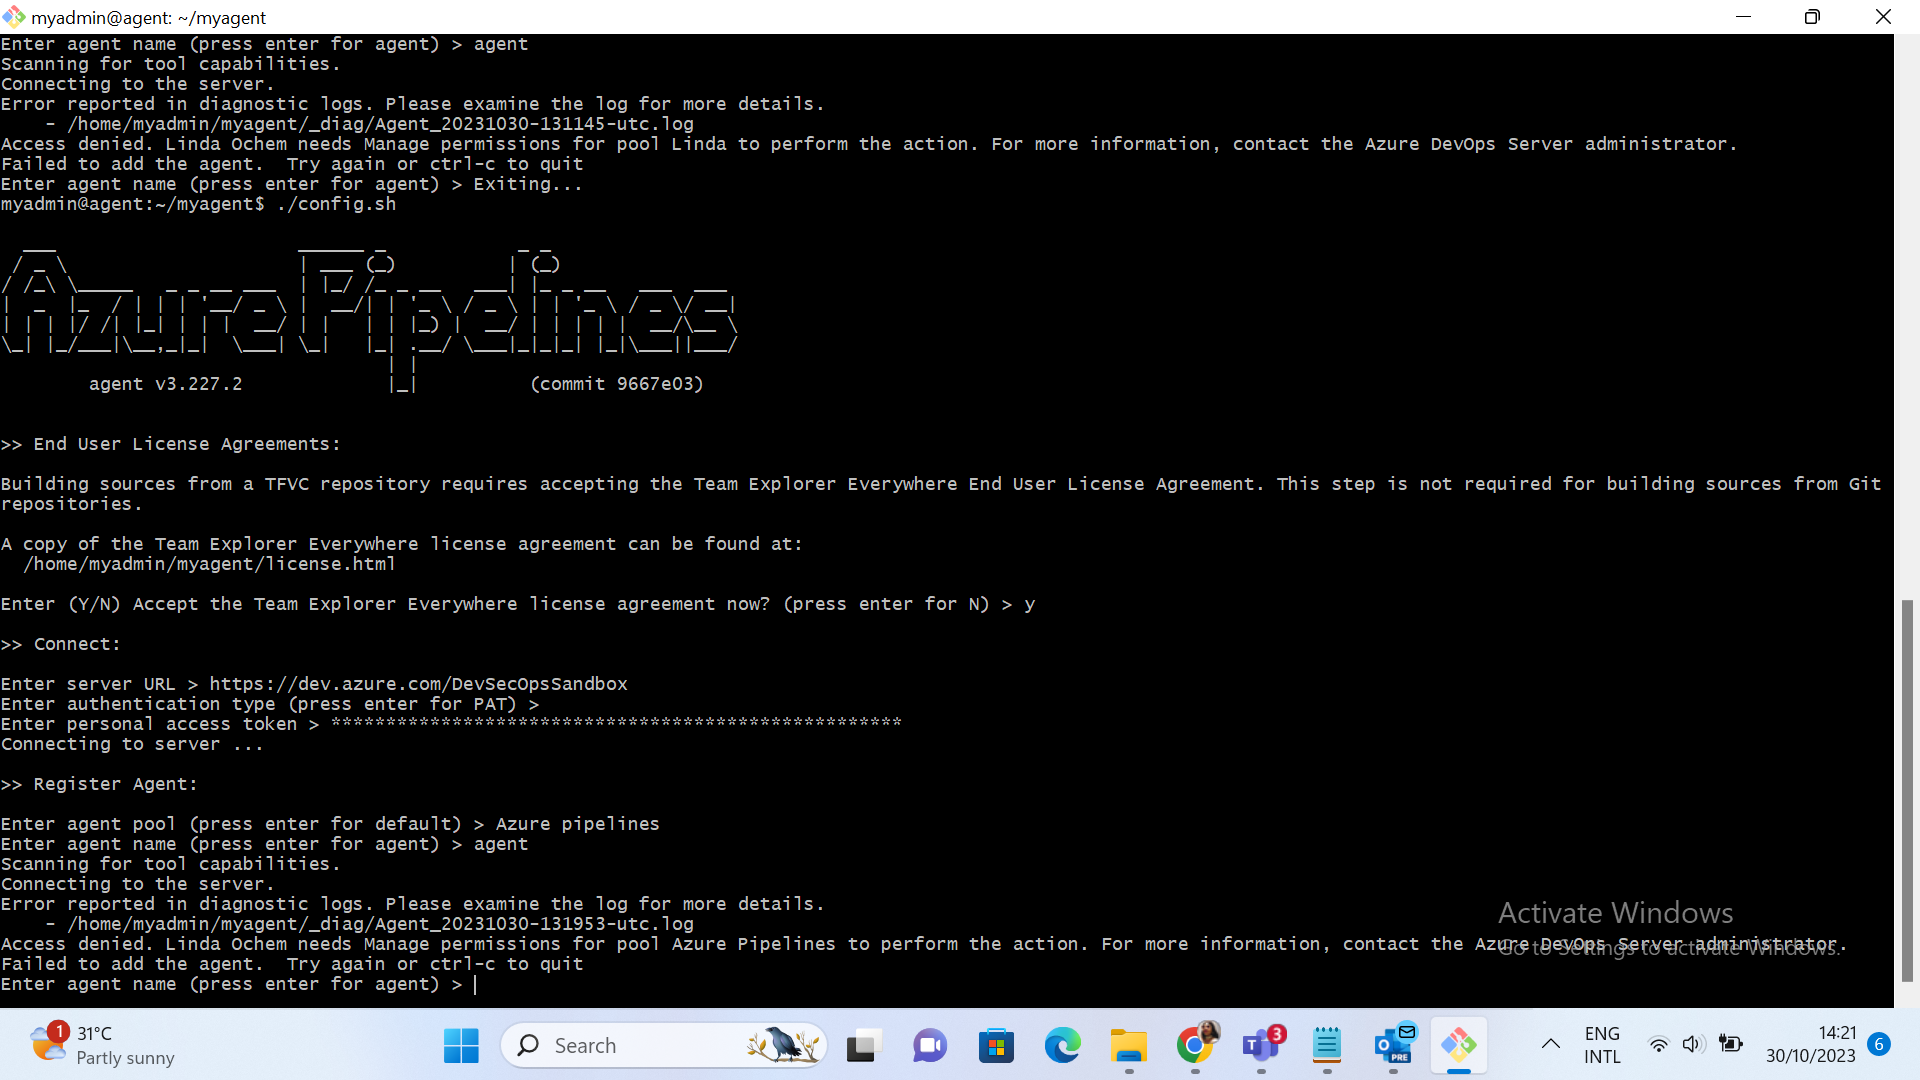 myadmin@agent: ~/myagent
Enter agent name (press enter for agent) > agent
Scanning for tool capabilities.
Connecting to the server.
Error reported in diagnostic logs. Please examine the log for more details.
    - /home/myadmin/myagent/_diag/Agent_20231030-131145-utc.log
Access denied. Linda Ochem needs Manage permissions for pool Linda to perform the action. For more information, contact the Azure DevOps Server administrator.
Failed to add the agent.  Try again or ctrl-c to quit
Enter agent name (press enter for agent) > Exiting...
myadmin@agent:~/myagent$ ./config.sh
AzurePipelines
agent v3.227.2 (commit 9667e03)
>> End User License Agreements:
Building sources from a TFVC repository requires accepting the Team Explorer Everywhere End User License Agreement. This step is not required for building sources from Git
repositories.
A copy of the Team Explorer Everywhere license agreement can be found at:
  /home/myadmin/myagent/license.html
Enter (Y/N) Accept the Team Explorer Everywhere license agreement now? (press enter for N) > y
>> Connect:
Enter server URL > https://dev.azure.com/DevSecOpsSandbox
Enter authentication type (press enter for PAT) >
Enter personal access token > ****************************************************
Connecting to server ...
>> Register Agent:
Enter agent pool (press enter for default) > Azure pipelines
Enter agent name (press enter for agent) > agent
Scanning for tool capabilities.
Connecting to the server.
Error reported in diagnostic logs. Please examine the log for more details.
    - /home/myadmin/myagent/_diag/Agent_20231030-131953-utc.log
Access denied. Linda Ochem needs Manage permissions for pool Azure Pipelines to perform the action. For more information, contact the Azure DevOps Server administrator.
Failed to add the agent.  Try again or ctrl-c to quit
Enter agent name (press enter for agent) >
Activate Windows
Go to Settings to activate Windows.
1
31°C
Partly sunny
Search
3
PRE
ENG
INTL
14:21
30/10/2023
6